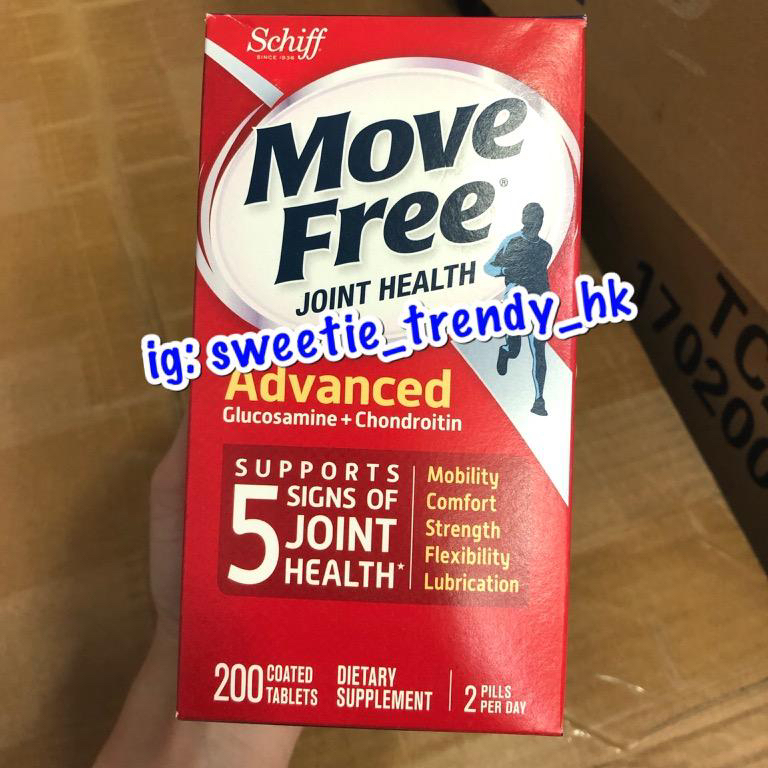 Schiff
SINCE 1936
Move
Free®
JOINT HEALTH
ig: sweetie_trendy_hk
Advanced
Glucosamine + Chondroitin
SUPPORTS
5 SIGNS OF
JOINT
HEALTH*
Mobility
Comfort
Strength
Flexibility
Lubrication
200 COATED
TABLETS
DIETARY
SUPPLEMENT
2 PILLS
PER DAY
170200